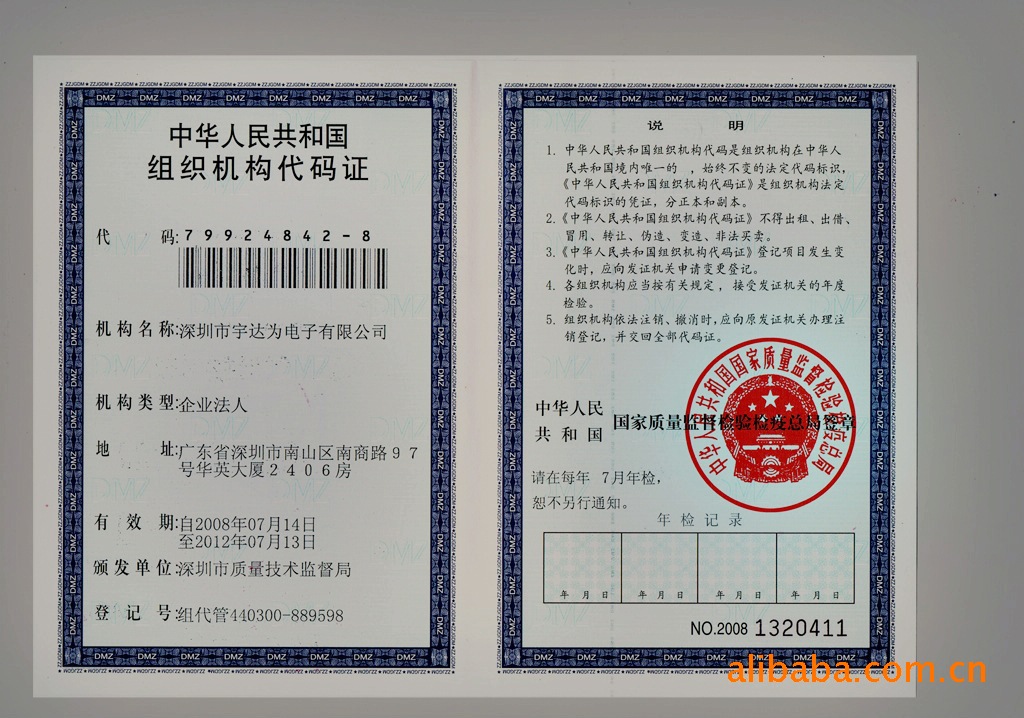 中华人民共和国
组织机构代码证
代 码:79924842-8
机构名称:深圳市宇达为电子有限公司
机构类型:企业法人
地 址:广东省深圳市南山区南商路97
号华英大厦2406房
有 效 期:自2008年07月14日
至2012年07月13日
颁发单位:深圳市质量技术监督局
登 记 号:组代管440300-889598
说 明
1. 中华人民共和国组织机构代码是组织机构在中华人
民共和国境内唯一的 ，始终不变的法定代码标识，
《中华人民共和国组织机构代码证》是组织机构法定
代码标识的凭证，分正本和副本。
2.《中华人民共和国组织机构代码证》不得出租、出借、
冒用、转让、伪造、变造、非法买卖。
3.《中华人民共和国组织机构代码证》登记项目发生变
化时，应向发证机关申请变更登记。
4. 各组织机构应当按有关规定，接受发证机关的年度
检验。
5. 组织机构依法注销、撤消时，应向原发证机关办理注
销登记，并交回全部代码证。
中华人民
共和国 国家质量监督检验检疫总局签章
中华人民共和国国家质量监督检验检疫总局
请在每年 7月年检，
恕不另行通知。
年检记录
年 月 日 年 月 日 年 月 日 年 月 日
NO.2008 1320411
alibaba.com.cn